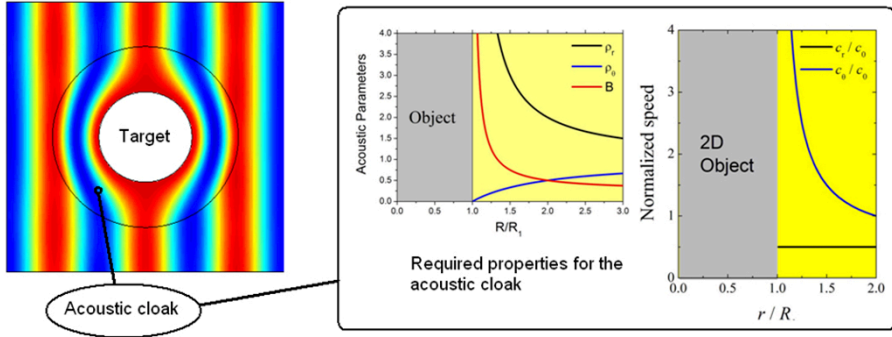 Target
Acoustic cloak
Acoustic Parameters
4.0
3.5
3.0
2.5
2.0
1.5
1.0
0.5
0.0
Object
ρr
ρθ
B
0.0 0.5 1.0 1.5 2.0 2.5 3.0
R/R1
Required properties for the
acoustic cloak
Normalized speed
4
3
2
1
0
cr / c0
cθ / c0
2D
Object
0.0 0.5 1.0 1.5 2.0
r / R